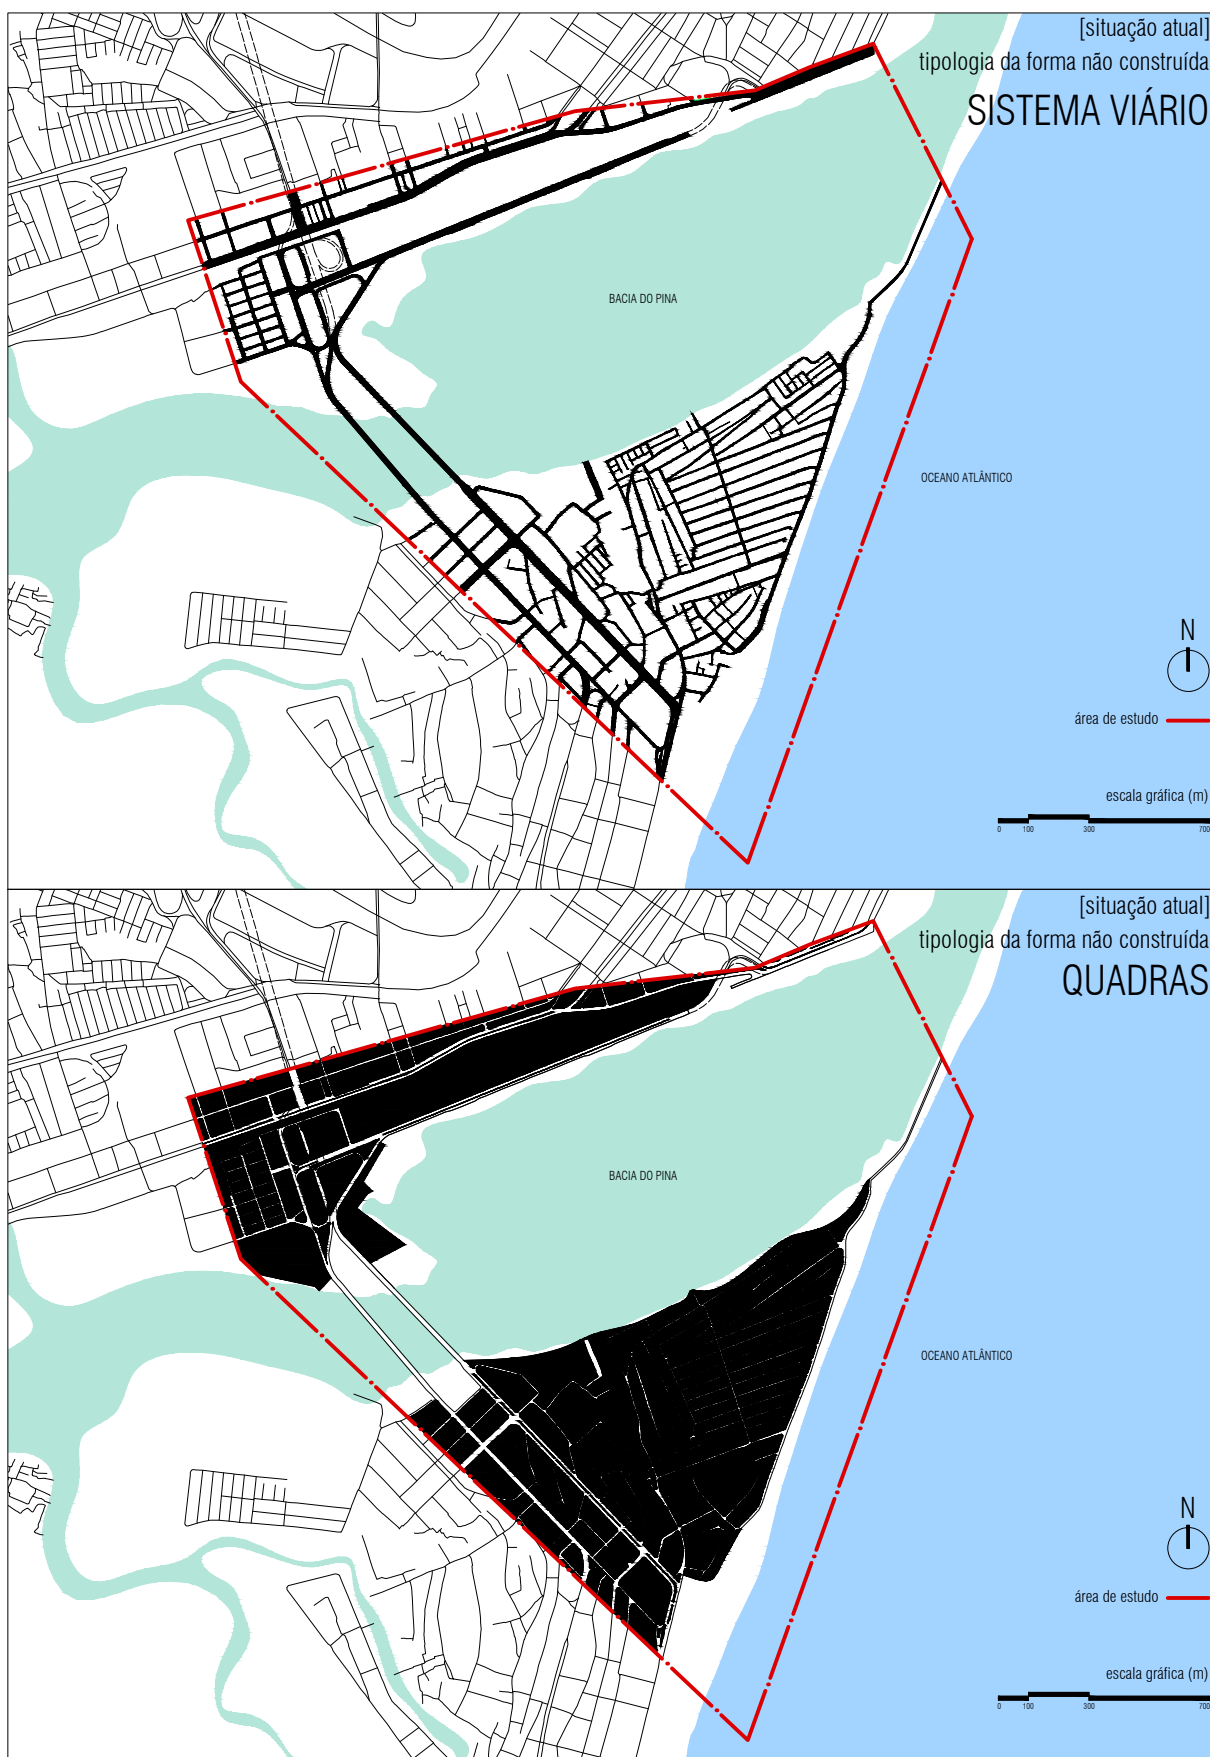 [situação atual]
tipologia da forma não construída
SISTEMA VIÁRIO
BACIA DO PINA
OCEANO ATLÂNTICO
N
área de estudo
escala gráfica (m)
0 100 300 700
[situação atual]
tipologia da forma não construída
QUADRAS
BACIA DO PINA
OCEANO ATLÂNTICO
N
área de estudo
escala gráfica (m)
0 100 300 700